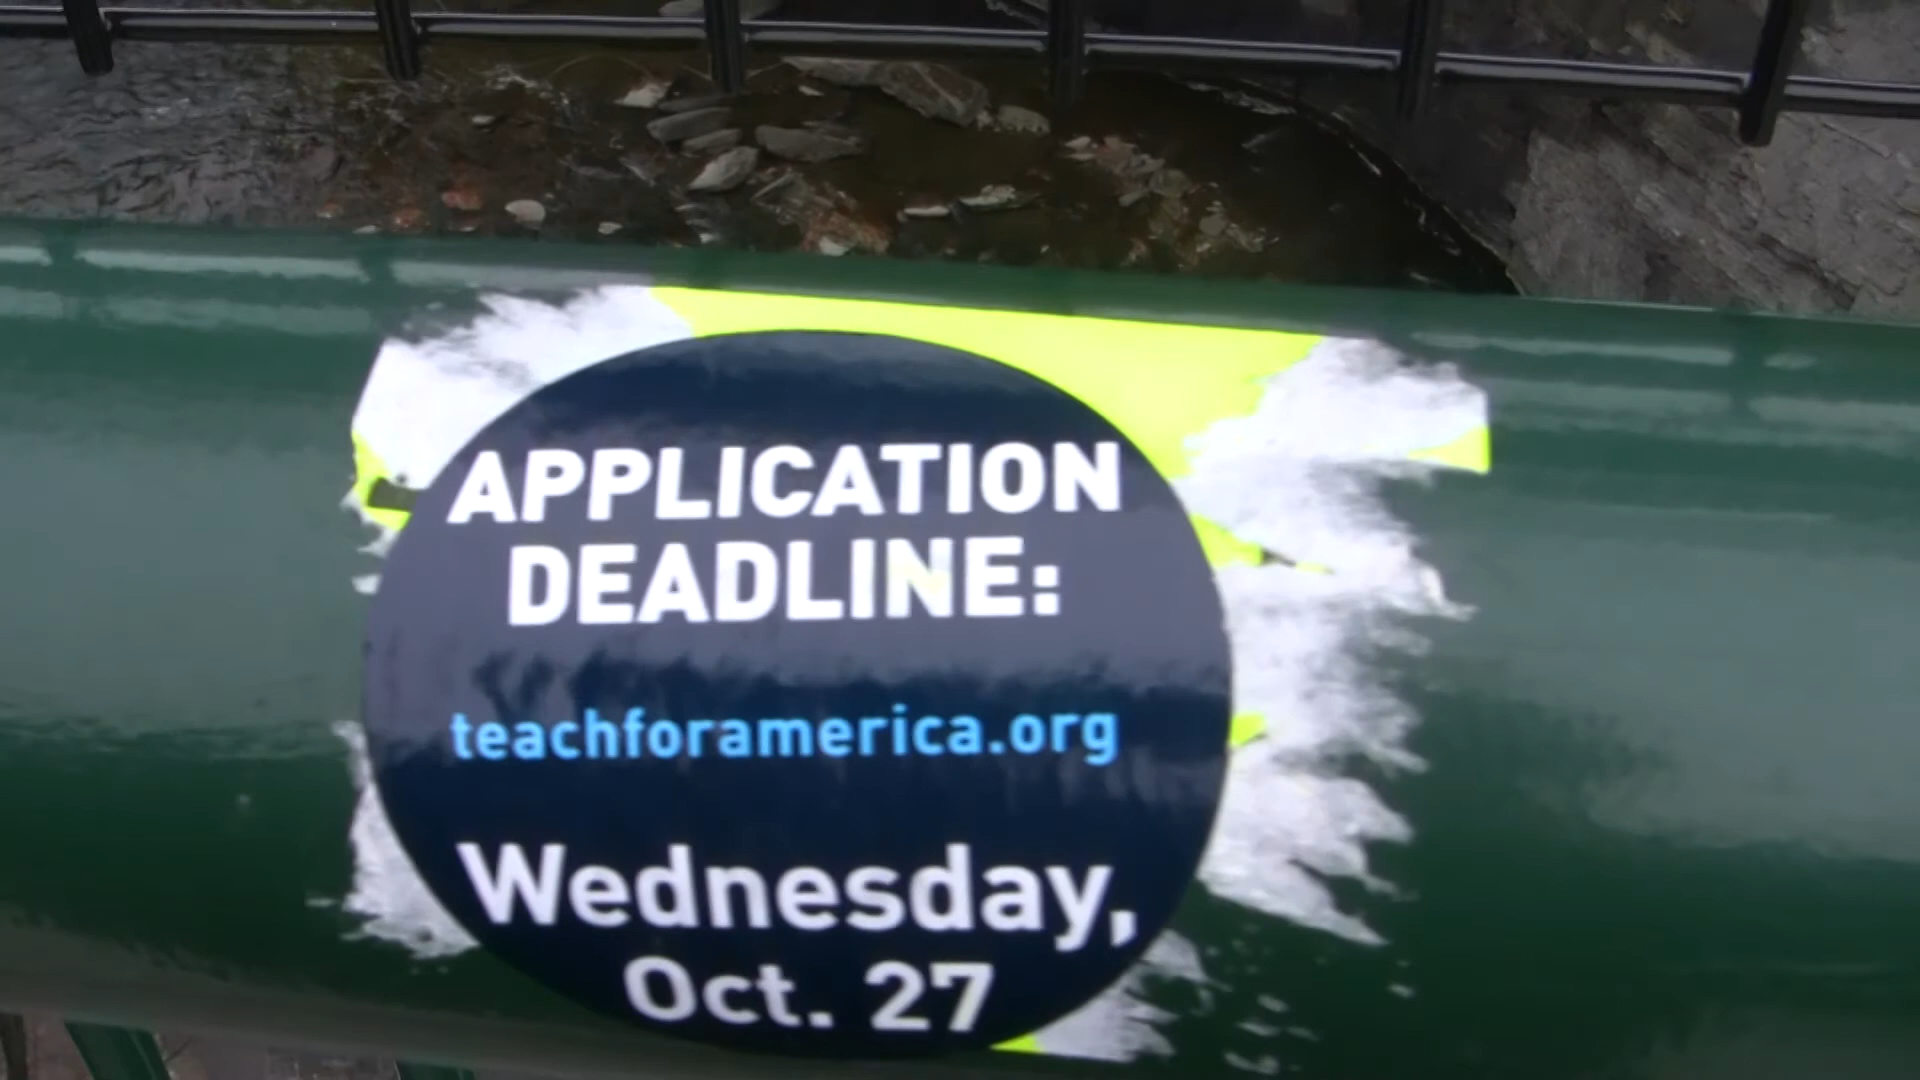 APPLICATION
DEADLINE:
teachforamerica.org
Wednesday,
Oct. 27